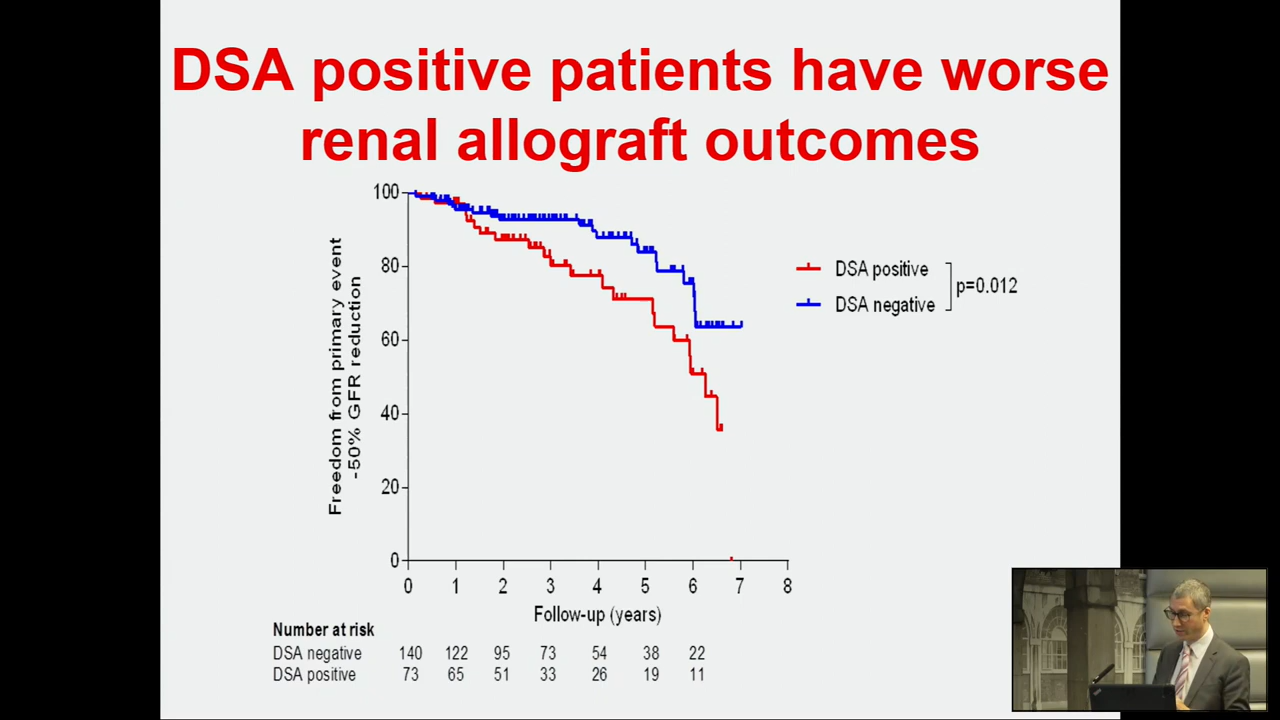 DSA positive patients have worse
renal allograft outcomes
Freedom from primary event
-50% GFR reduction
100
80
60
40
20
0
0 1 2 3 4 5 6 7 8
Follow-up (years)
DSA positive
DSA negative
p=0.012
Number at risk
DSA negative 140 122 95 73 54 38 22
DSA positive 73 65 51 33 26 19 11